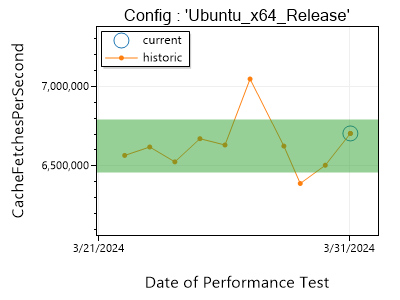 Config : 'Ubuntu_x64_Release'
current
historic
CacheFetchesPerSecond
7,000,000
6,500,000
3/21/2024
3/31/2024
Date of Performance Test